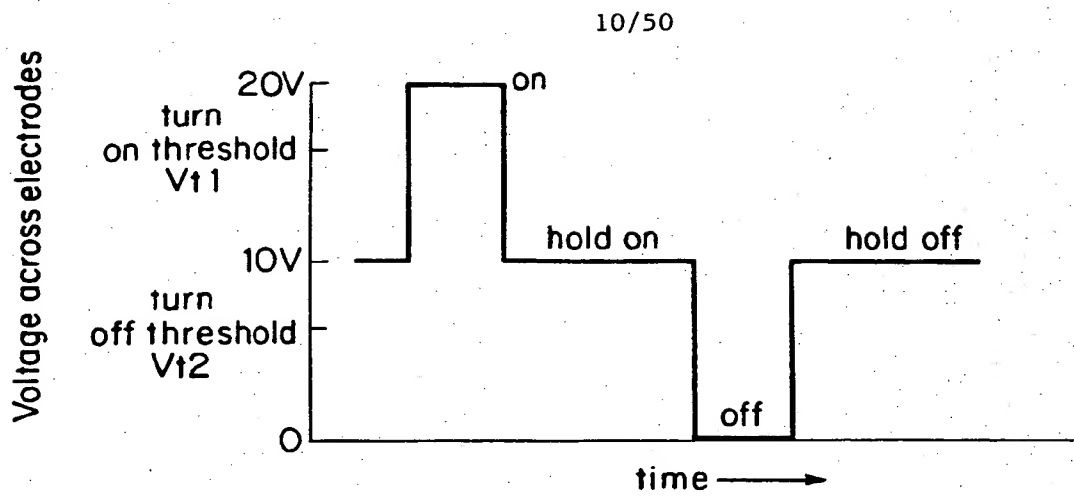 10/50
Voltage across electrodes
20V
on
turn
on threshold
Vt1
hold on
hold off
10V
turn
off threshold
Vt2
off
0
time